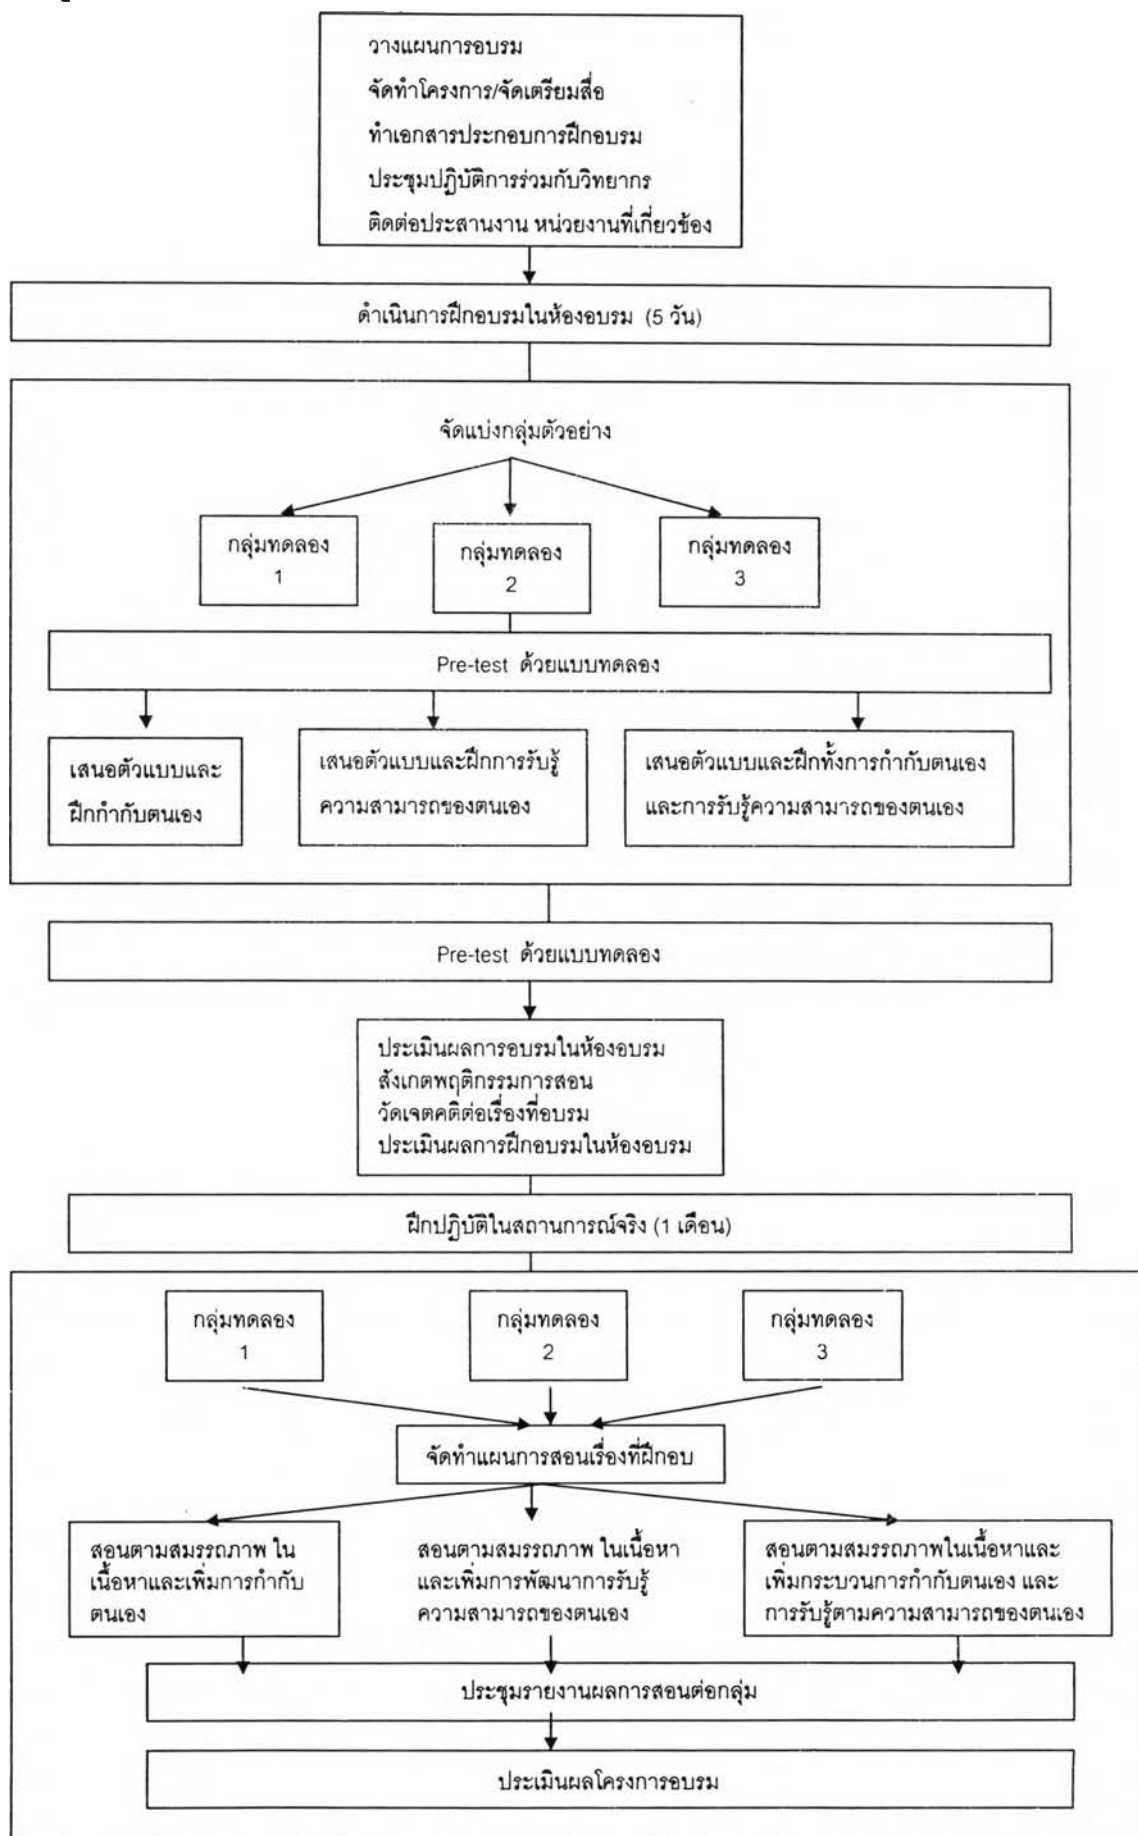 วางแผนการอบรม
จัดทำโครงการ/จัดเตรียมสื่อ
ทำเอกสารประกอบการฝึกอบรม
ประชุมปฏิบัติการร่วมกับวิทยากร
ติดต่อประสานงาน หน่วยงานที่เกี่ยวข้อง
ดำเนินการฝึกอบรมในห้องอบรม (5 วัน)
จัดแบ่งกลุ่มตัวอย่าง
กลุ่มทดลอง
1
กลุ่มทดลอง
2
กลุ่มทดลอง
3
Pre-test ด้วยแบบทดลอง
เสนอตัวแบบและ
ฝึกกำกับตนเอง
เสนอตัวแบบและฝึกการรับรู้
ความสามารถของตนเอง
เสนอตัวแบบและฝึกทั้งการกำกับตนเอง
และการรับรู้ความสามารถของตนเอง
Pre-test ด้วยแบบทดลอง
ประเมินผลการอบรมในห้องอบรม
สังเกตพฤติกรรมการสอน
วัดเจตคติต่อเรื่องที่อบรม
ประเมินผลการฝึกอบรมในห้องอบรม
ฝึกปฏิบัติในสถานการณ์จริง (1 เดือน)
กลุ่มทดลอง
1
กลุ่มทดลอง
2
กลุ่มทดลอง
3
จัดทำแผนการสอนเรื่องที่ฝึกอบ
สอนตามสมรรถภาพ ใน
เนื้อหาและเพิ่มการกำกับ
ตนเอง
สอนตามสมรรถภาพ ในเนื้อหา
และเพิ่มการพัฒนาการรับรู้
ความสามารถของตนเอง
สอนตามสมรรถภาพในเนื้อหาและ
เพิ่มกระบวนการกำกับตนเอง และ
การรับรู้ตามความสามารถของตนเอง
ประชุมรายงานผลการสอนต่อกลุ่ม
ประเมินผลโครงการอบรม